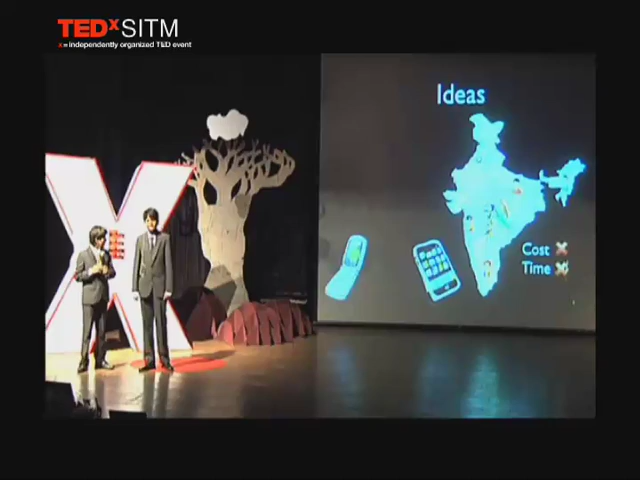 TEDxSITM
x = independently organized TED event
Ideas
Cost
Time